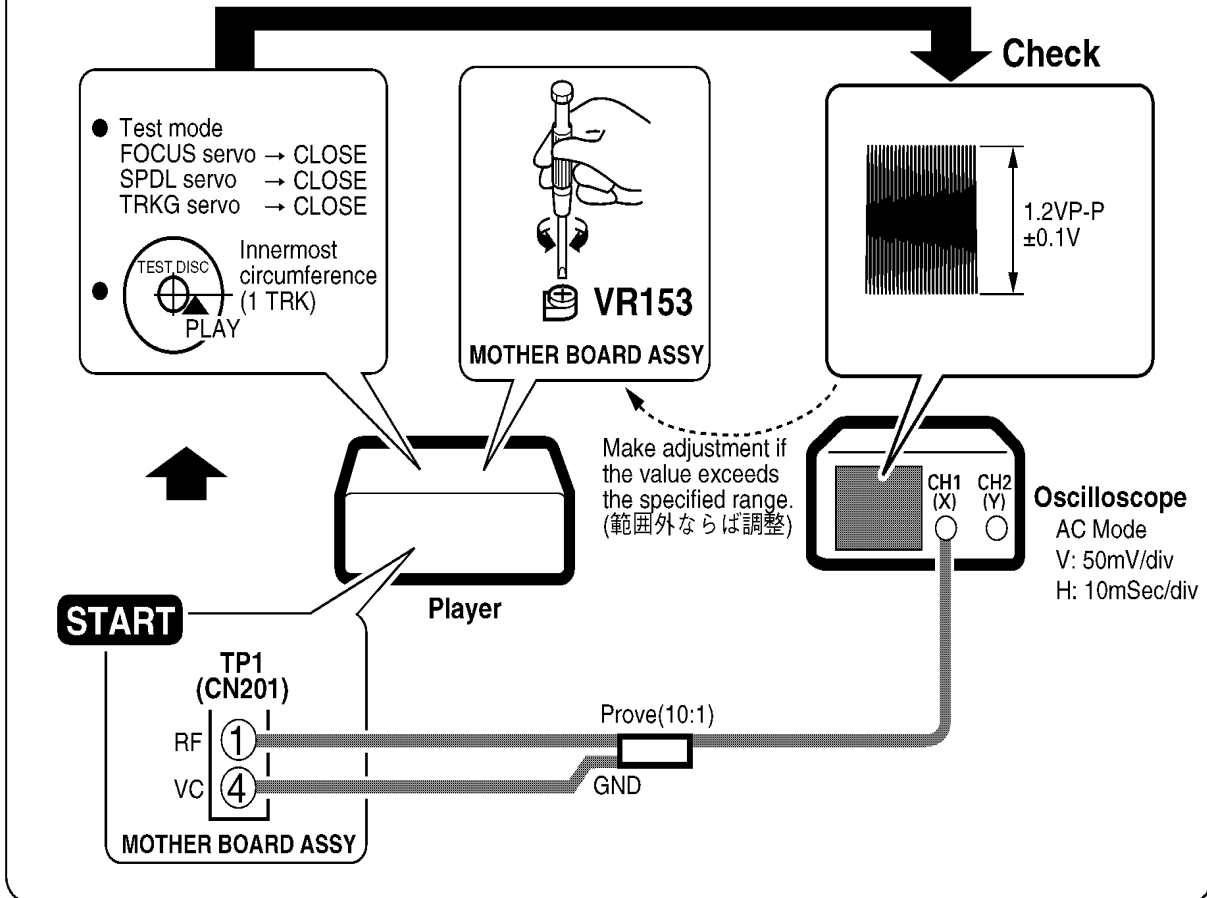 Check
● Test mode
FOCUS servo → CLOSE
SPDL servo → CLOSE
TRKG servo → CLOSE
●
TEST DISC
PLAY
Innermost
circumference
(1 TRK)
VR153
MOTHER BOARD ASSY
1.2VP-P
±0.1V
Make adjustment if
the value exceeds
the specified range.
(範囲外ならば調整)
CH1
(X)
CH2
(Y)
Oscilloscope
AC Mode
V: 50mV/div
H: 10mSec/div
Player
START
TP1
(CN201)
RF ①
VC ④
MOTHER BOARD ASSY
Prove(10:1)
GND